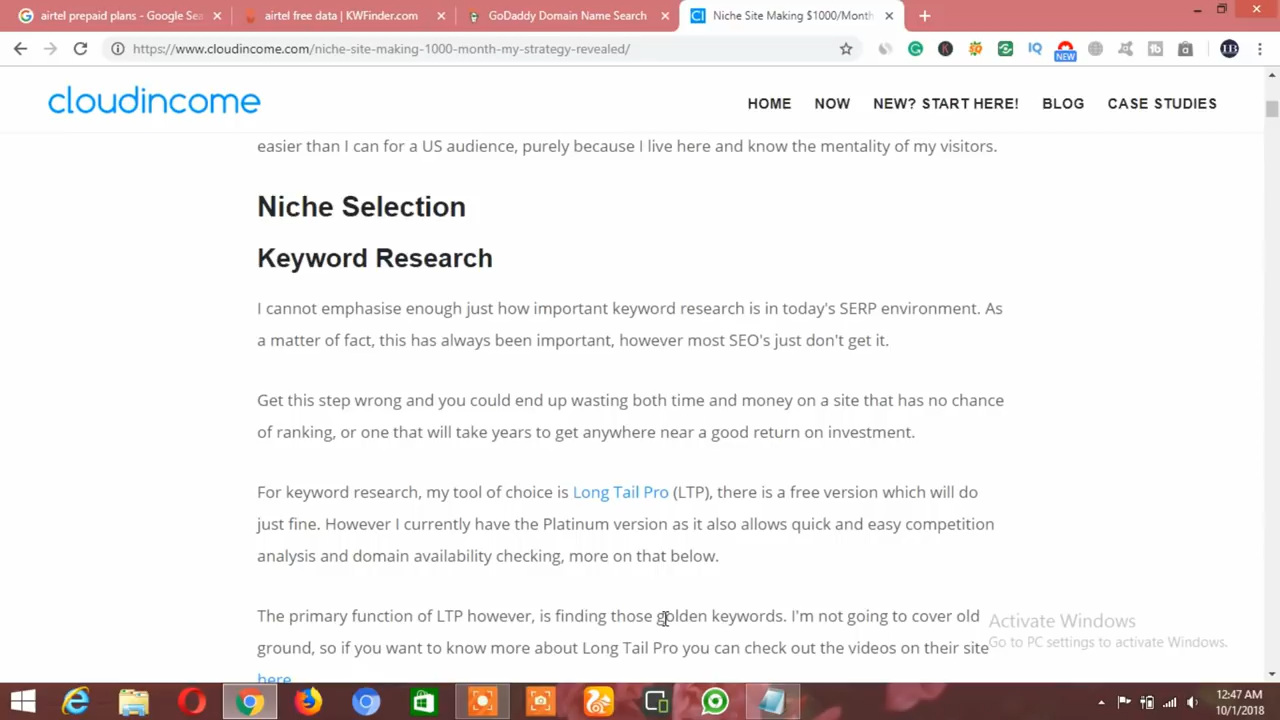 airtel prepaid plans - Google Sea
airtel free data | KWFinder.com
GoDaddy Domain Name Search
Niche Site Making $1000/Month
https://www.cloudincome.com/niche-site-making-1000-month-my-strategy-revealed/
IQ
NEW
1B
cloudincome
HOME NOW NEW? START HERE! BLOG CASE STUDIES
easier than I can for a US audience, purely because I live here and know the mentality of my visitors.
Niche Selection
Keyword Research
I cannot emphasise enough just how important keyword research is in today's SERP environment. As
a matter of fact, this has always been important, however most SEO's just don't get it.
Get this step wrong and you could end up wasting both time and money on a site that has no chance
of ranking, or one that will take years to get anywhere near a good return on investment.
For keyword research, my tool of choice is Long Tail Pro (LTP), there is a free version which will do
just fine. However I currently have the Platinum version as it also allows quick and easy competition
analysis and domain availability checking, more on that below.
The primary function of LTP however, is finding those golden keywords. I'm not going to cover old
ground, so if you want to know more about Long Tail Pro you can check out the videos on their site
here
Activate Windows
Go to PC settings to activate Windows.
12:47 AM
10/1/2018